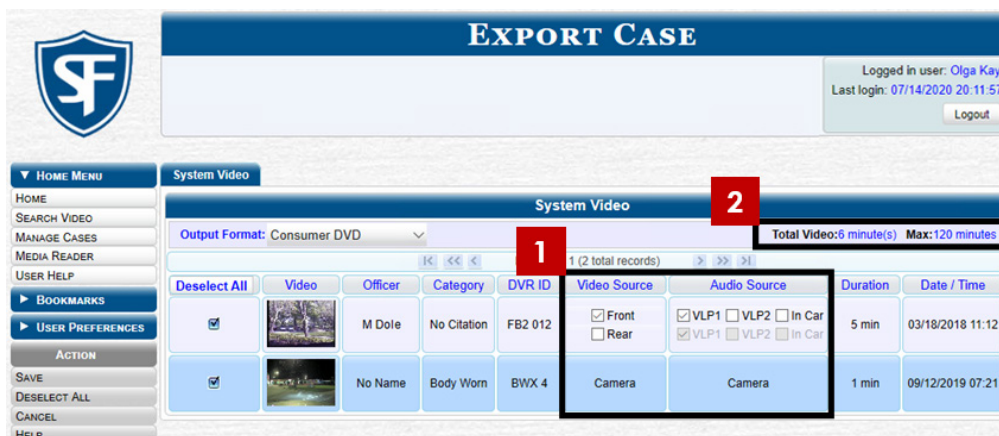 EXPORT CASE
SF
Logged in user: Olga Kay
Last login: 07/14/2020 20:11:57
Logout
▼ HOME MENU
HOME
SEARCH VIDEO
MANAGE CASES
MEDIA READER
USER HELP
▶ BOOKMARKS
▶ USER PREFERENCES
ACTION
SAVE
DESELECT ALL
CANCEL
HELP
System Video
System Video
2
Output Format: Consumer DVD
Total Video:6 minute(s) Max:120 minutes
1
1 (2 total records)
Deselect All Video Officer Category DVR ID Video Source Audio Source Duration Date / Time
M Dole No Citation FB2 012 Front VLP1 VLP2 In Car 5 min 03/18/2018 11:12
Rear VLP1 VLP2 In Car
No Name Body Worn BWX 4 Camera Camera 1 min 09/12/2019 07:21